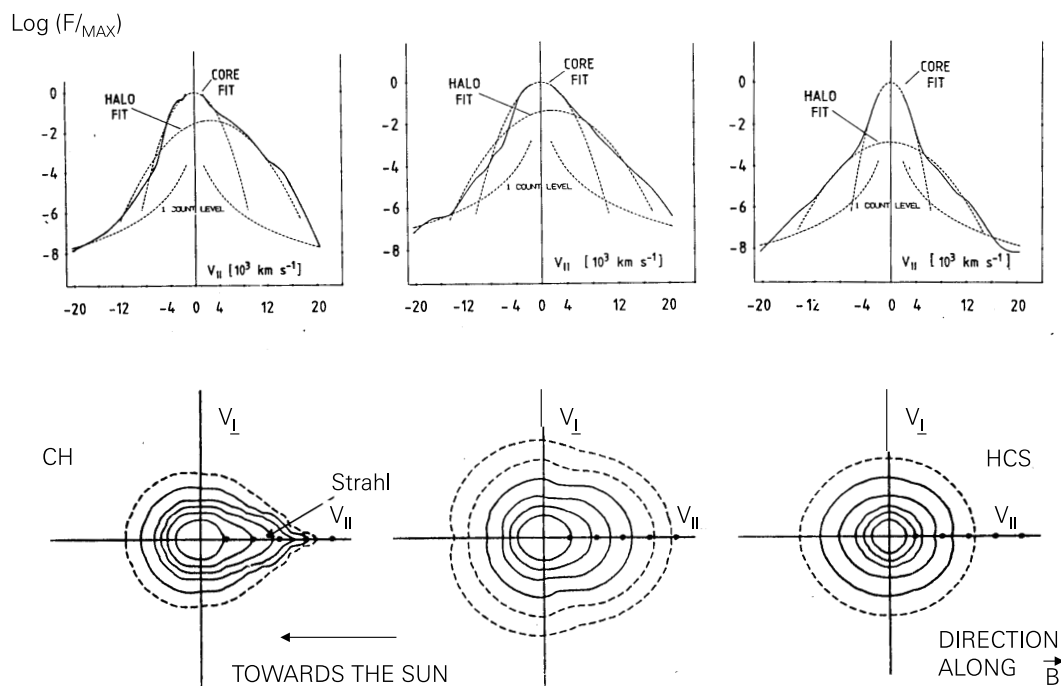 Log (F/MAX)
CORE
FIT
HALO
FIT
1 COUNT LEVEL
V|| [10³ km s⁻¹]
0
-2
-4
-6
-8
-20 -12 -4 0 4 12 20
CORE
FIT
HALO
FIT
1 COUNT LEVEL
V|| [10³ km s⁻¹]
0
-2
-4
-6
-8
-20 -12 -4 0 4 12 20
CORE
FIT
HALO
FIT
1 COUNT LEVEL
V|| [10³ km s⁻¹]
0
-2
-4
-6
-8
-20 -12 -4 0 4 12 20
CH
V⊥
Strahl
V||
V⊥
V||
V⊥
HCS
V||
TOWARDS THE SUN
DIRECTION
ALONG B